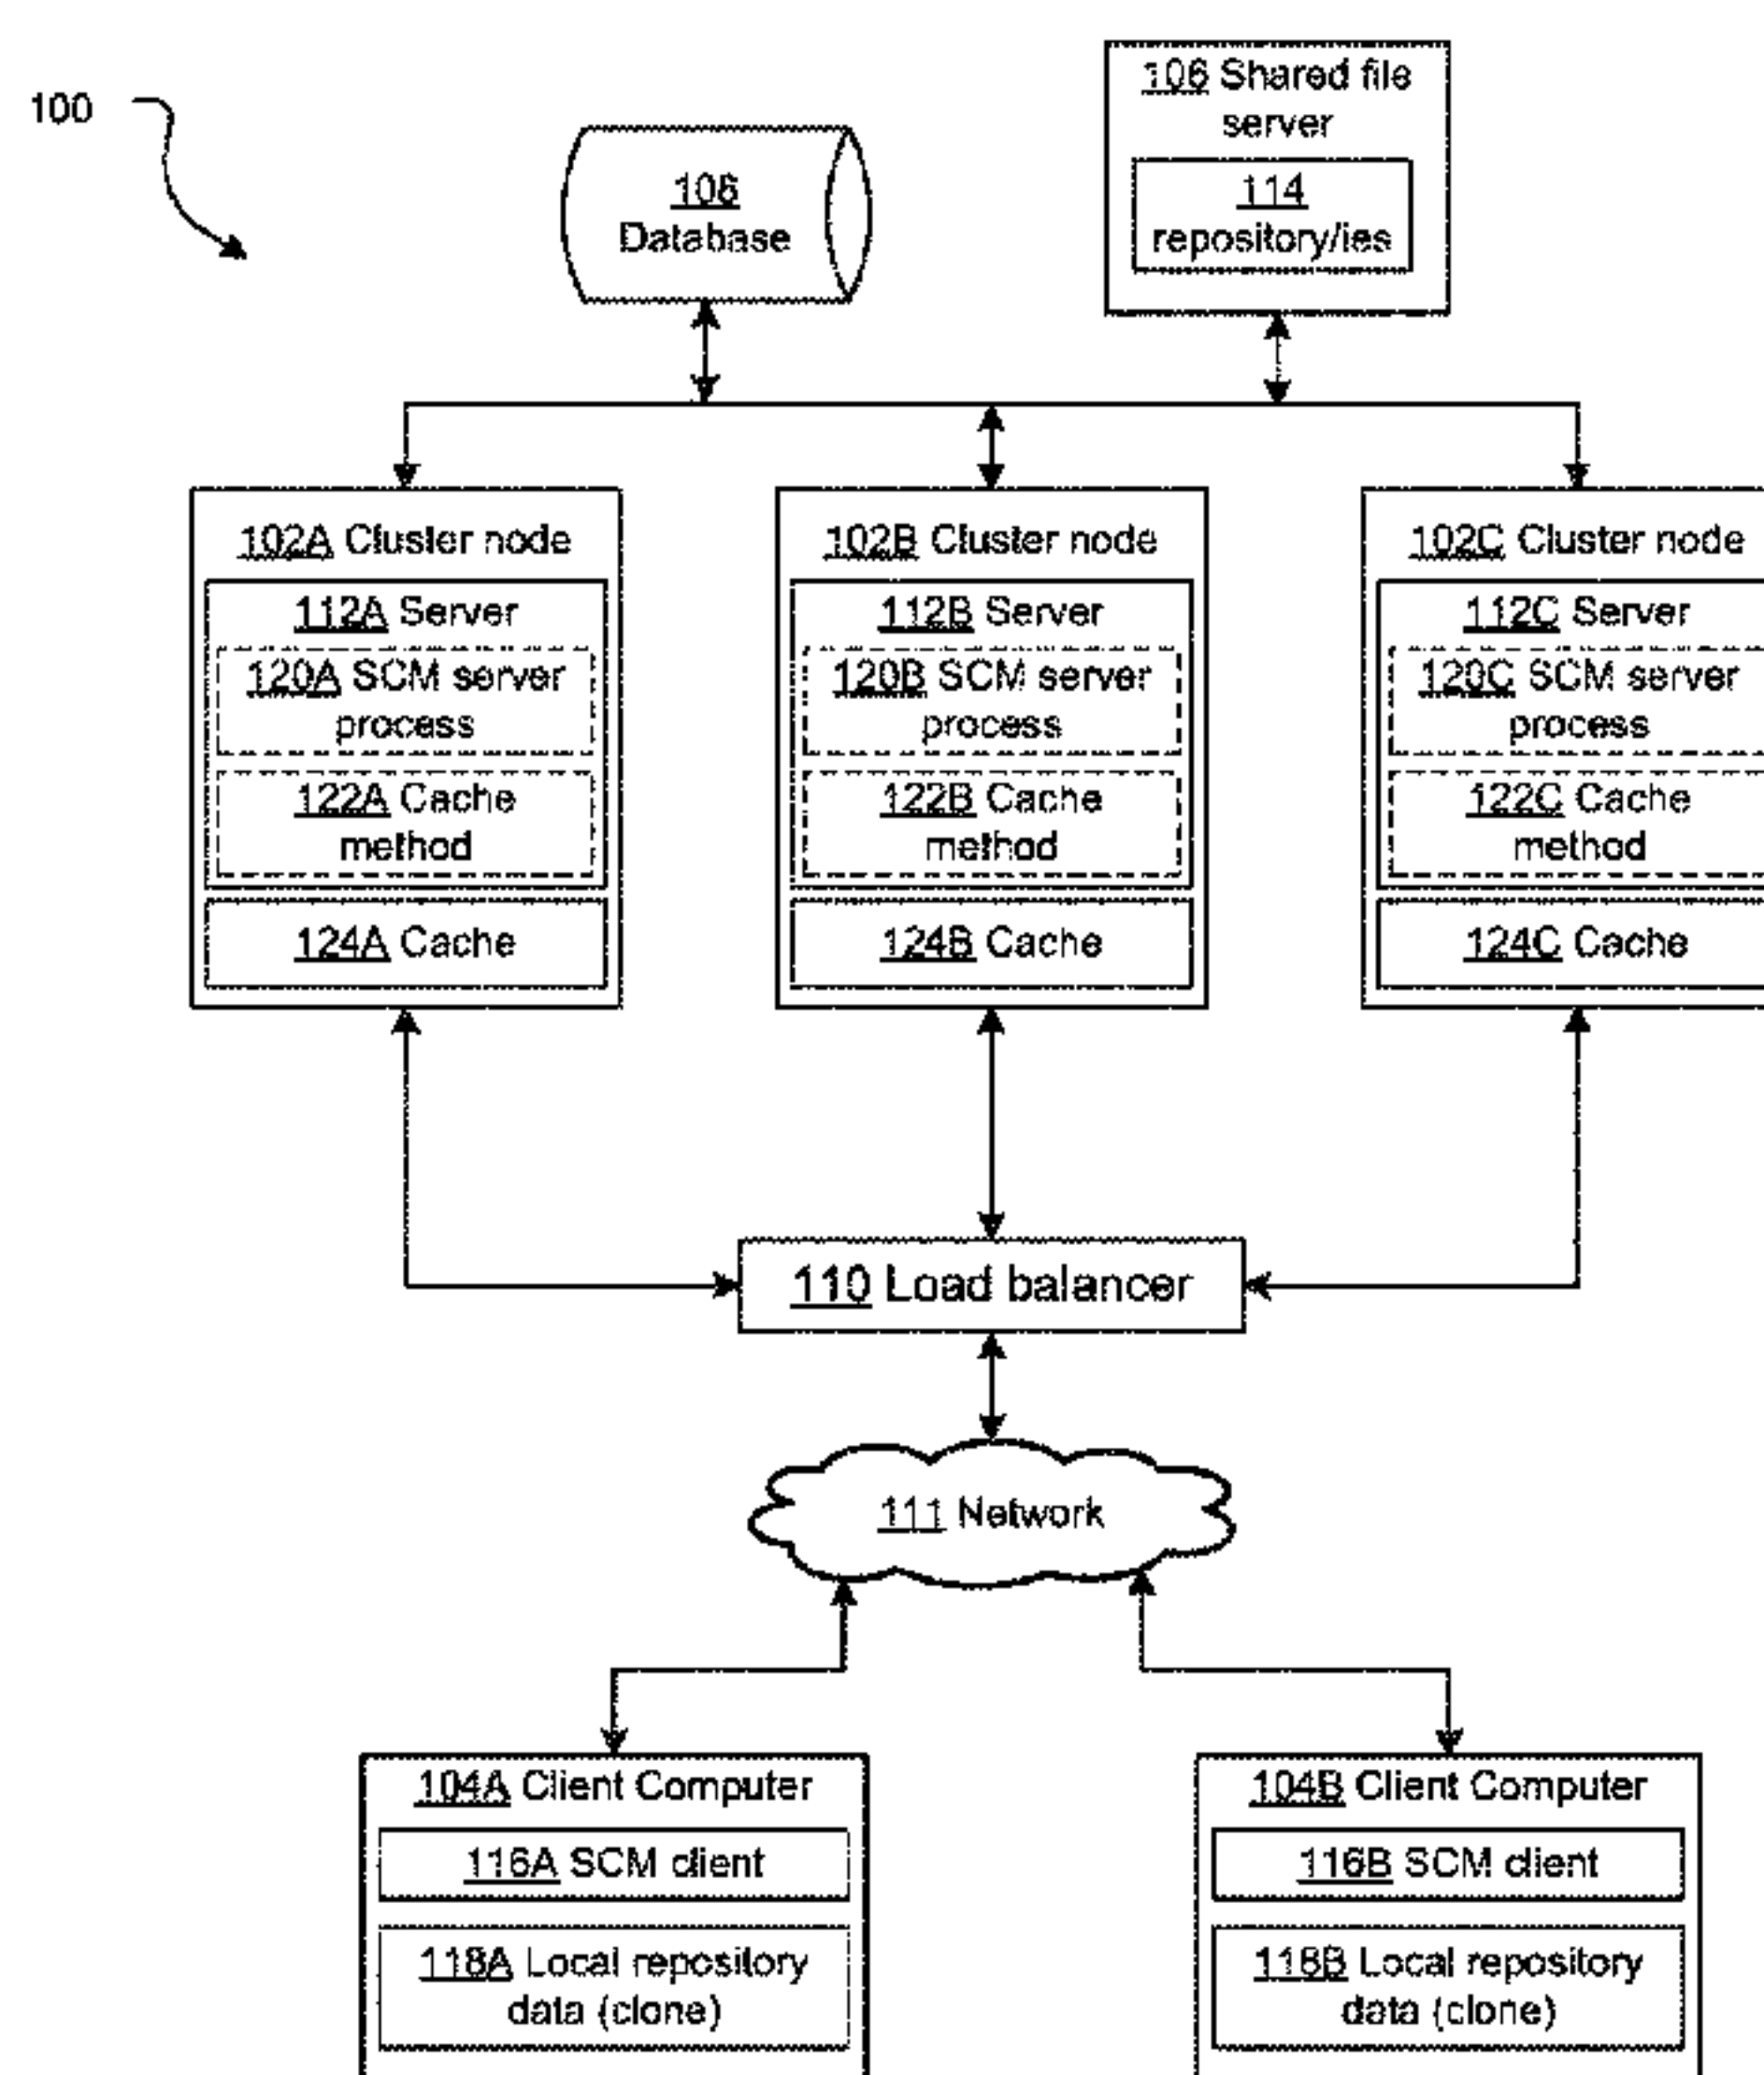 100
106 Shared file
server
114
repository/ies
108
Database
102A Cluster node
112A Server
120A SCM server
process
122A Cache
method
124A Cache
102B Cluster node
112B Server
120B SCM server
process
122B Cache
method
124B Cache
102C Cluster node
112C Server
120C SCM server
process
122C Cache
method
124C Cache
110 Load balancer
111 Network
104A Client Computer
116A SCM client
118A Local repository
data (clone)
104B Client Computer
116B SCM client
118B Local repository
data (clone)